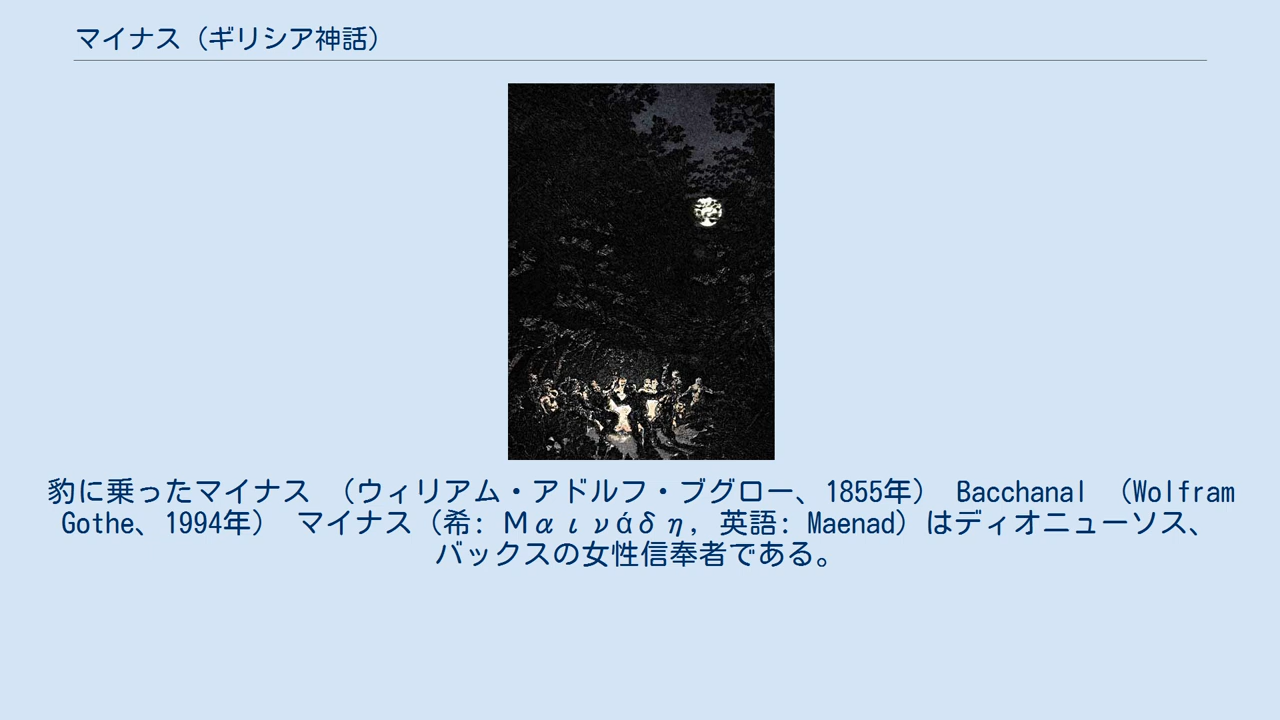 マイナス（ギリシア神話）
豹に乗ったマイナス （ウィリアム・アドルフ・ブグロー、1855年） Bacchanal （Wolfram
Gothe、1994年） マイナス（希: Μαινάδη, 英語: Maenad）はディオニューソス、
バックスの女性信奉者である。